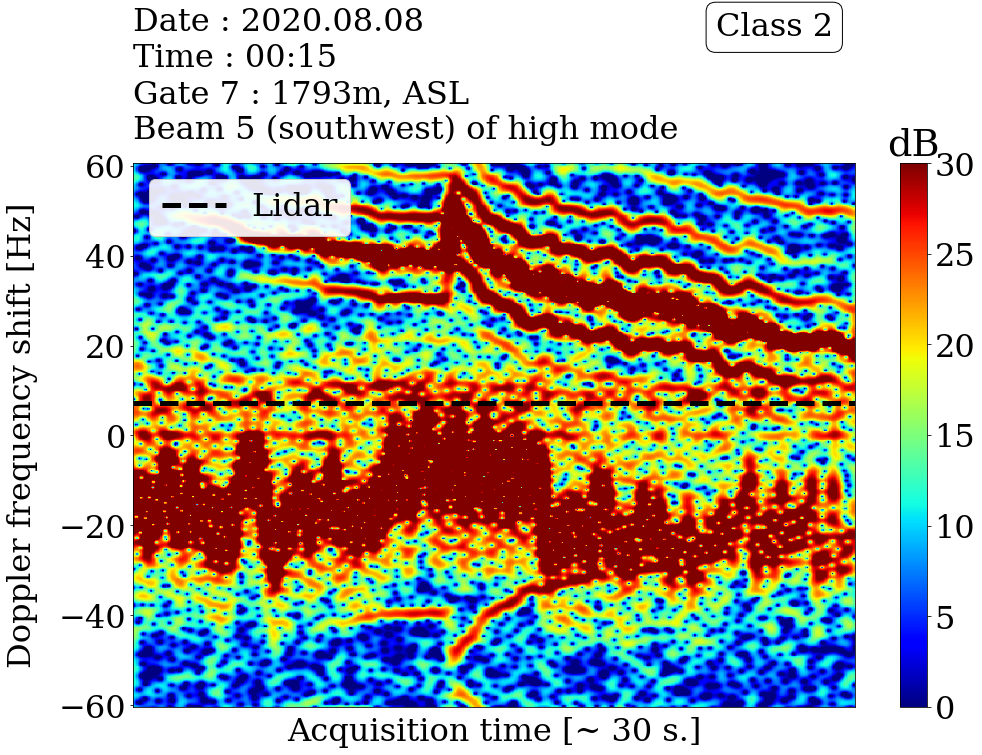 Date : 2020.08.08
Class 2
Time : 00:15
Gate 7 : 1793m, ASL
Beam 5 (southwest) of high mode
dB
60
40
20
0
−20
−40
−60
Doppler frequency shift [Hz]
Lidar
30
25
20
15
10
5
0
Acquisition time [~ 30 s.]